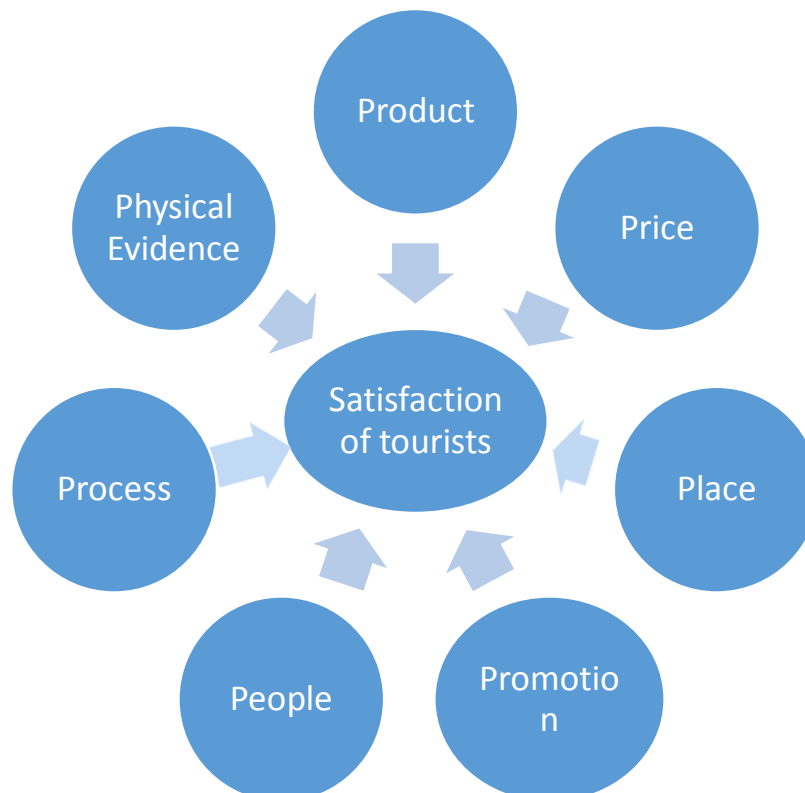 Product
Physical
Evidence
Price
Satisfaction
of tourists
Process
Place
People
Promotio
n